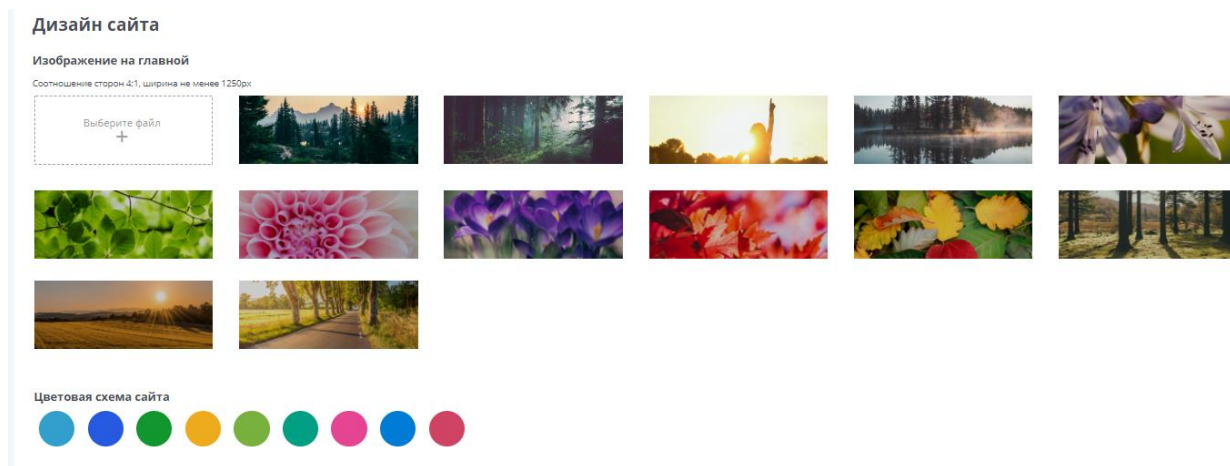 Дизайн сайта
Изображение на главной
Соотношение сторон 4:1, ширина не менее 1250px
Выберите файл
+
Цветовая схема сайта